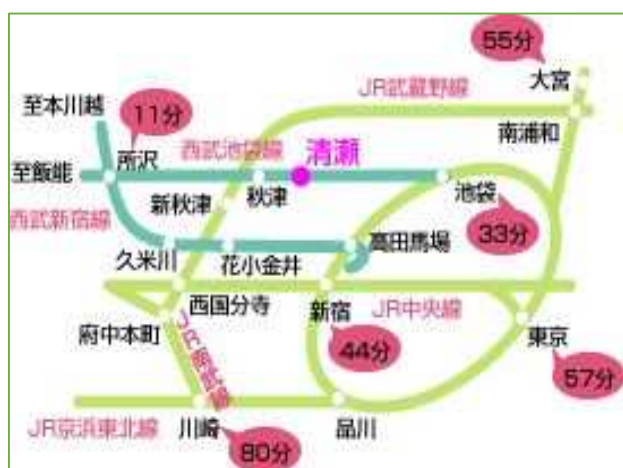 55分
大宮
JR武蔵野線
至本川越
11分
南浦和
所沢
西武池袋線
清瀬
至飯能
秋津
池袋
新秋津
西武新宿線
33分
高田馬場
久米川
花小金井
西国分寺
新宿
JR中央線
府中本町
JR南武線
44分
東京
57分
JR京浜東北線
川崎
品川
80分